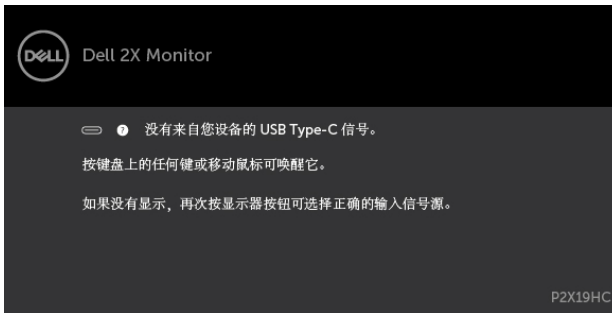 DELL
Dell 2X Monitor
? 没有来自您设备的 USB Type-C 信号。
按键盘上的任何键或移动鼠标可唤醒它。
如果没有显示，再次按显示器按钮可选择正确的输入信号源。
P2X19HC